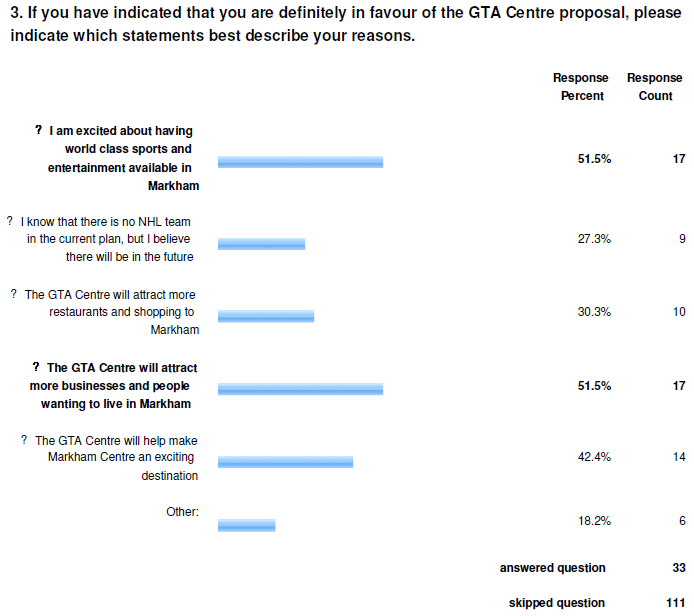 3. If you have indicated that you are definitely in favour of the GTA Centre proposal, please
indicate which statements best describe your reasons.
Response Response
Percent Count
? I am excited about having
world class sports and
entertainment available in
Markham
51.5% 17
? I know that there is no NHL team
in the current plan, but I believe
there will be in the future
27.3% 9
? The GTA Centre will attract more
restaurants and shopping to
Markham
30.3% 10
? The GTA Centre will attract
more businesses and people
wanting to live in Markham
51.5% 17
? The GTA Centre will help make
Markham Centre an exciting
destination
42.4% 14
Other:
18.2% 6
answered question 33
skipped question 111